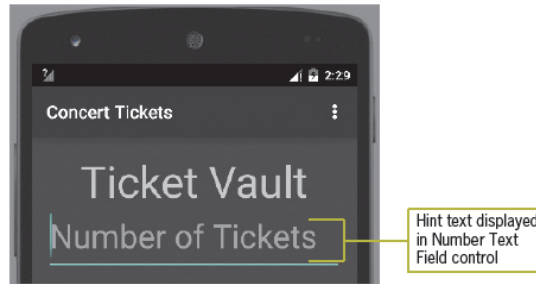 2:29
Concert Tickets
Ticket Vault
Number of Tickets
Hint text displayed
in Number Text
Field control